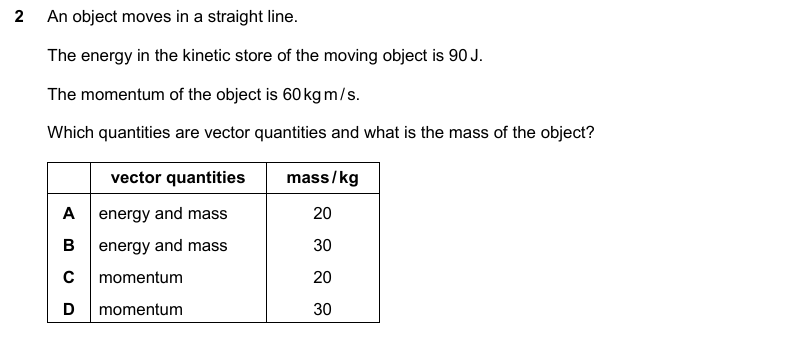 2 An object moves in a straight line.
The energy in the kinetic store of the moving object is 90 J.
The momentum of the object is 60 kg m / s.
Which quantities are vector quantities and what is the mass of the object?
vector quantities mass / kg
A energy and mass 20
B energy and mass 30
C momentum 20
D momentum 30